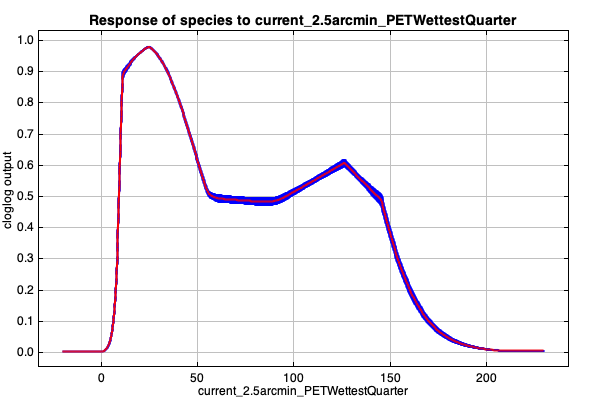 Response of species to current_2.5arcmin_PETWettestQuarter
1.0
0.9
0.8
0.7
0.6
0.5
0.4
0.3
0.2
0.1
0.0
cloglog output
0 50 100 150 200
current_2.5arcmin_PETWettestQuarter